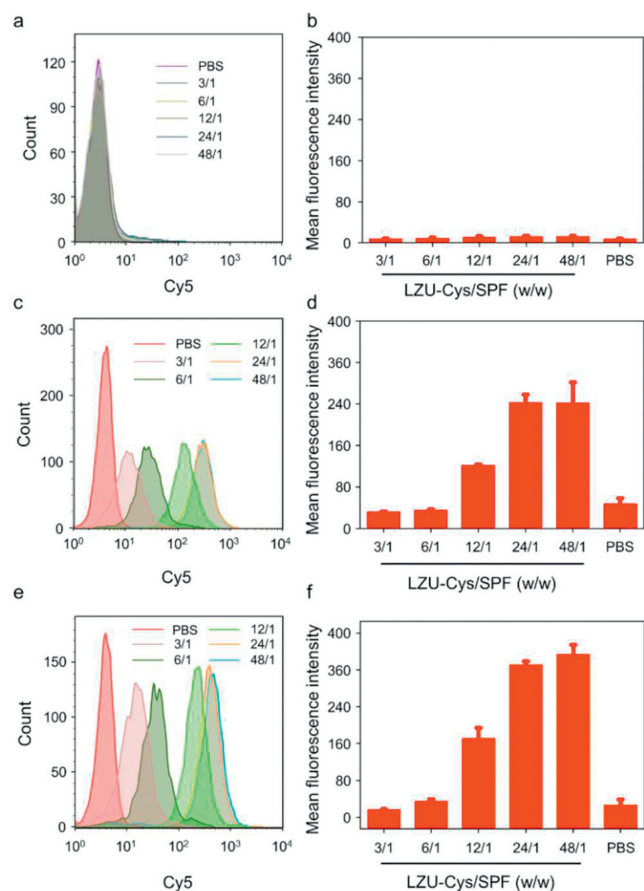 a
Count
120
90
60
30
0
PBS
3/1
6/1
12/1
24/1
48/1
10⁰ 10¹ 10² 10³ 10⁴
Cy5
b
Mean fluorescence intensity
400
360
240
160
80
0
3/1 6/1 12/1 24/1 48/1 PBS
LZU-Cys/SPF (w/w)
c
Count
300
200
100
0
PBS 12/1
3/1 24/1
6/1 48/1
10⁰ 10¹ 10² 10³ 10⁴
Cy5
d
Mean fluorescence intensity
400
360
240
160
80
0
3/1 6/1 12/1 24/1 48/1 PBS
LZU-Cys/SPF (w/w)
e
Count
150
100
50
0
PBS 12/1
3/1 24/1
6/1 48/1
10⁰ 10¹ 10² 10³ 10⁴
Cy5
f
Mean fluorescence intensity
400
360
160
80
0
3/1 6/1 12/1 24/1 48/1 PBS
LZU-Cys/SPF (w/w)